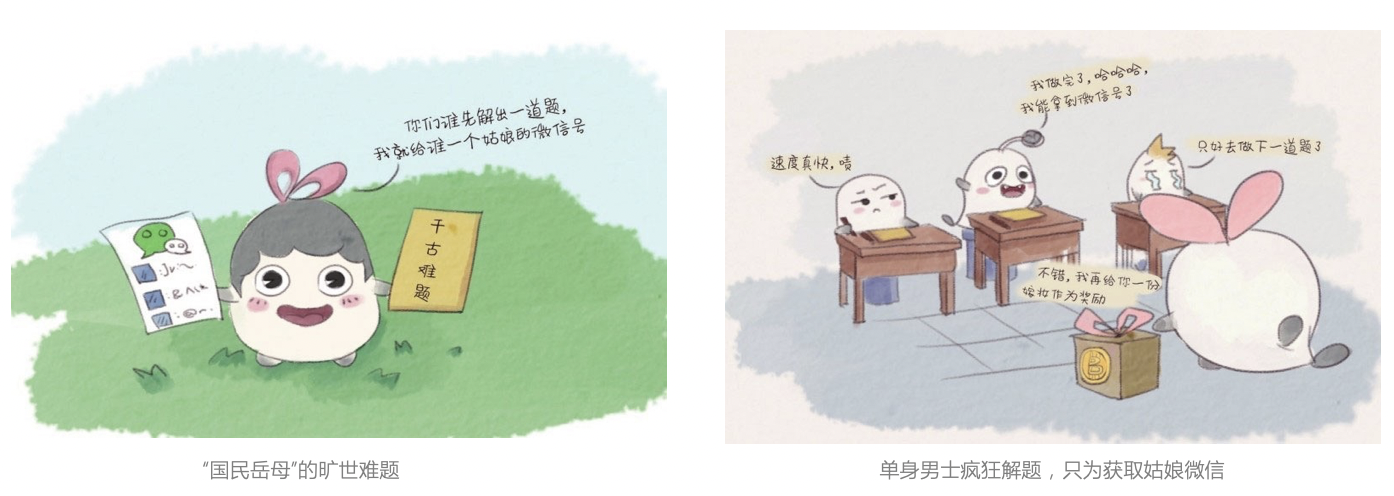 你们谁先解出一道题,
我就给谁一个姑娘的微信号
千
古
难
题
“国民岳母”的旷世难题
我做完了,哈哈哈,
我能拿到微信号了
速度真快,啧
只好去做下一道题了
不错,我再给你一份
嫁妆作为奖励
单身男士疯狂解题，只为获取姑娘微信